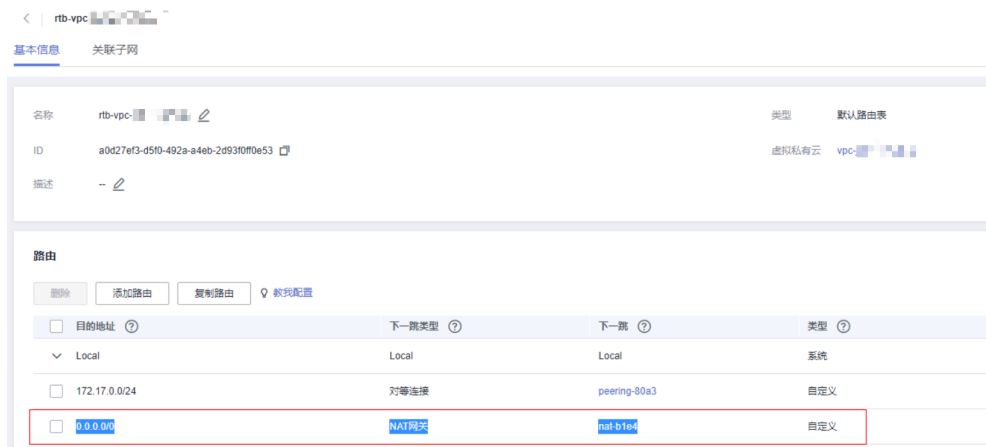 rtb-vpc
基本信息 关联子网
名称 rtb-vpc- 类型 默认路由表
ID a0d27ef3-d5f0-492a-a4eb-2d93f0ff0e53 虚拟私有云 vpc-
描述 --
路由
删除 添加路由 复制路由 教我配置
目的地址 下一跳类型 下一跳 类型
Local Local Local 系统
172.17.0.0/24 对等连接 peering-80a3 自定义
0.0.0.0/0 NAT网关 nat-b1e4 自定义